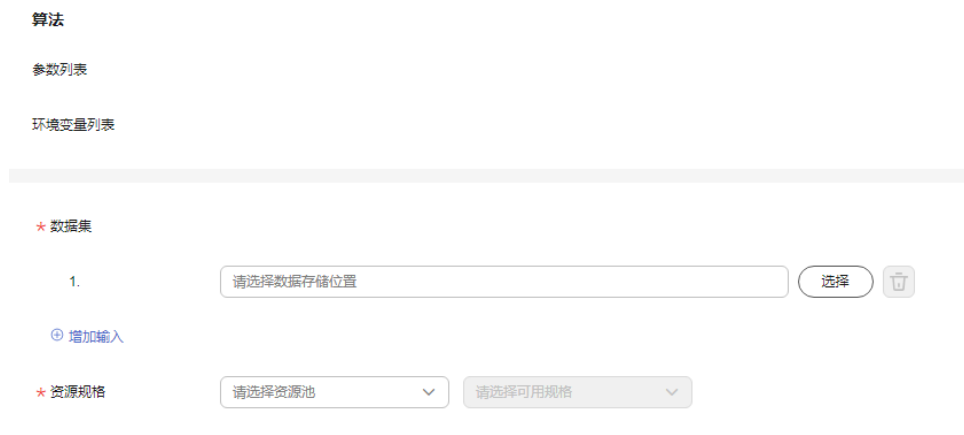 算法
参数列表
环境变量列表
* 数据集
1. 请选择数据存储位置 选择
增加输入
* 资源规格 请选择资源池 请选择可用规格